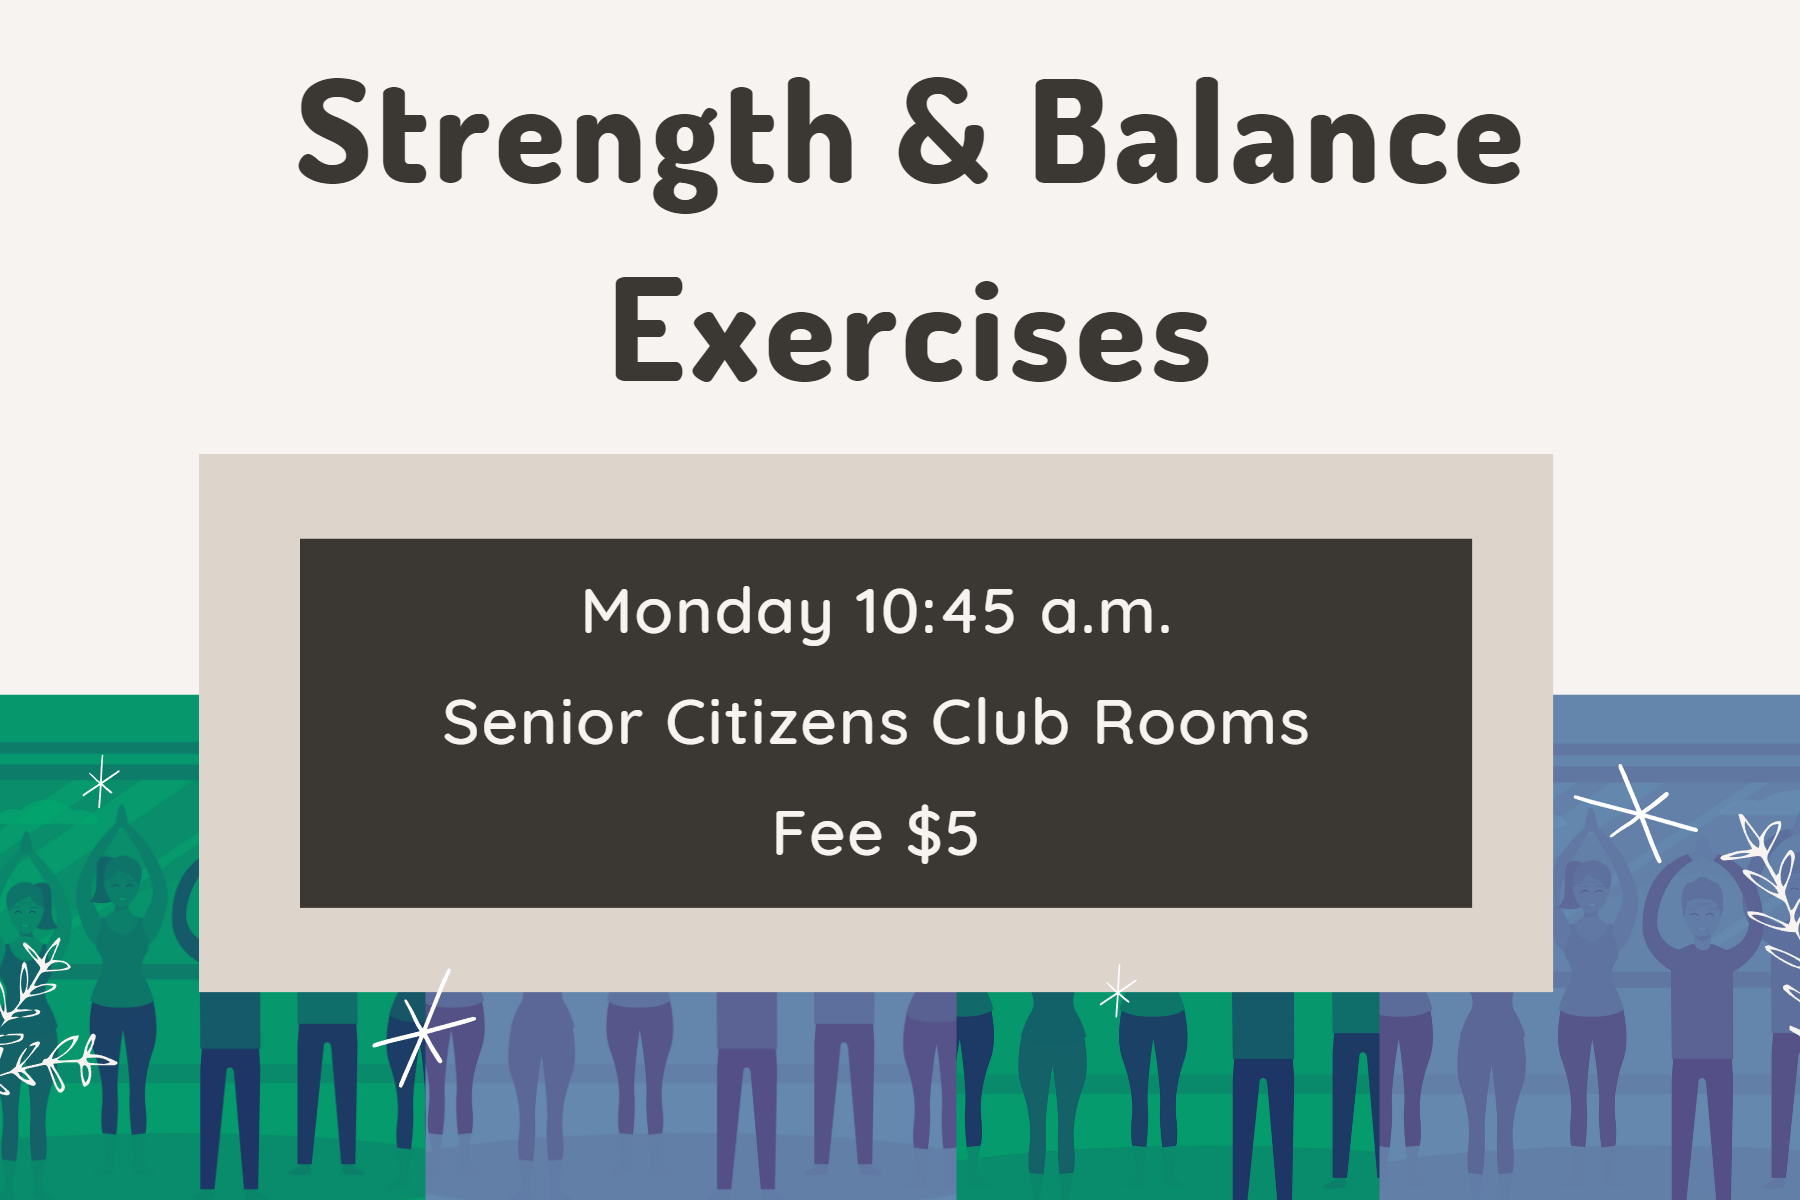 Strength & Balance
Exercises
Monday 10:45 a.m.
Senior Citizens Club Rooms
Fee $5